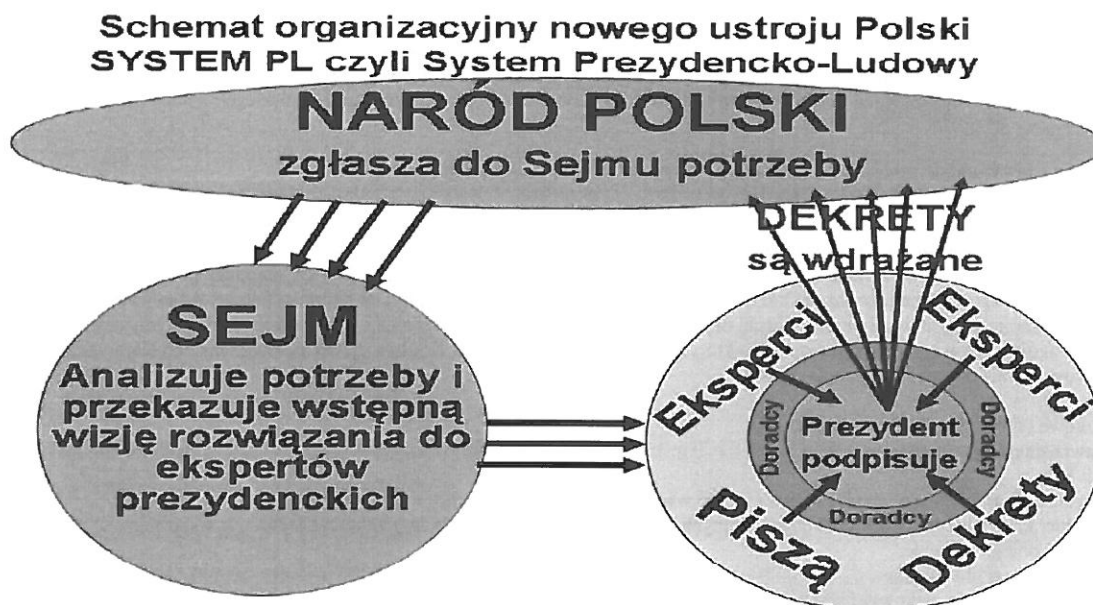 Schemat organizacyjny nowego ustroju Polski
SYSTEM PL czyli System Prezydencko-Ludowy
NARÓD POLSKI
zgłasza do Sejmu potrzeby
DEKRETY
są wdrażane
SEJM
Analizuje potrzeby i
przekazuje wstępną
wizję rozwiązania do
ekspertów
prezydenckich
Eksperci
Eksperci
Doradcy
Prezydent
podpisuje
Doradcy
Doradcy
Piszą
Dekrety